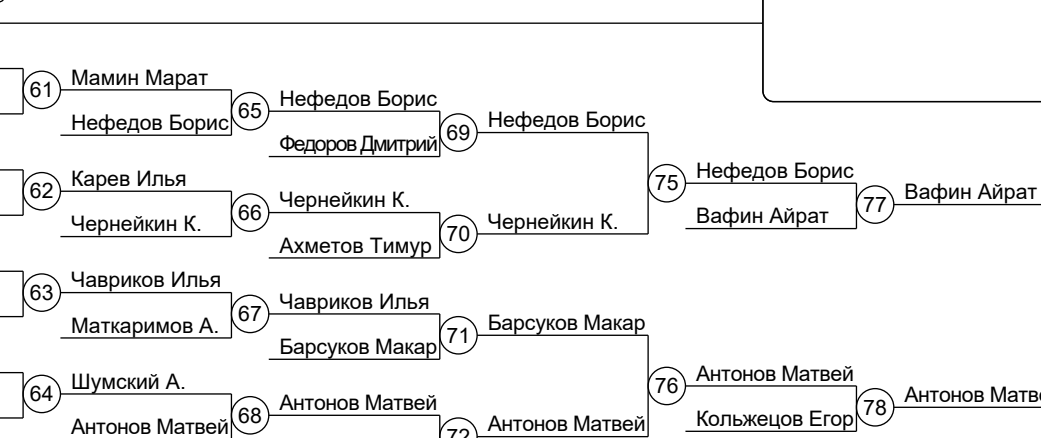 61
Мамин Марат
Нефедов Борис
65
Нефедов Борис
Федоров Дмитрий
69
Нефедов Борис
62
Карев Илья
Чернейкин К.
66
Чернейкин К.
Ахметов Тимур
70
Чернейкин К.
75
Нефедов Борис
Вафин Айрат
77
Вафин Айрат
63
Чавриков Илья
Маткаримов А.
67
Чавриков Илья
Барсуков Макар
71
Барсуков Макар
64
Шумский А.
Антонов Матвей
68
Антонов Матвей
72
Антонов Матвей
76
Антонов Матвей
Кольжецов Егор
78
Антонов Матв